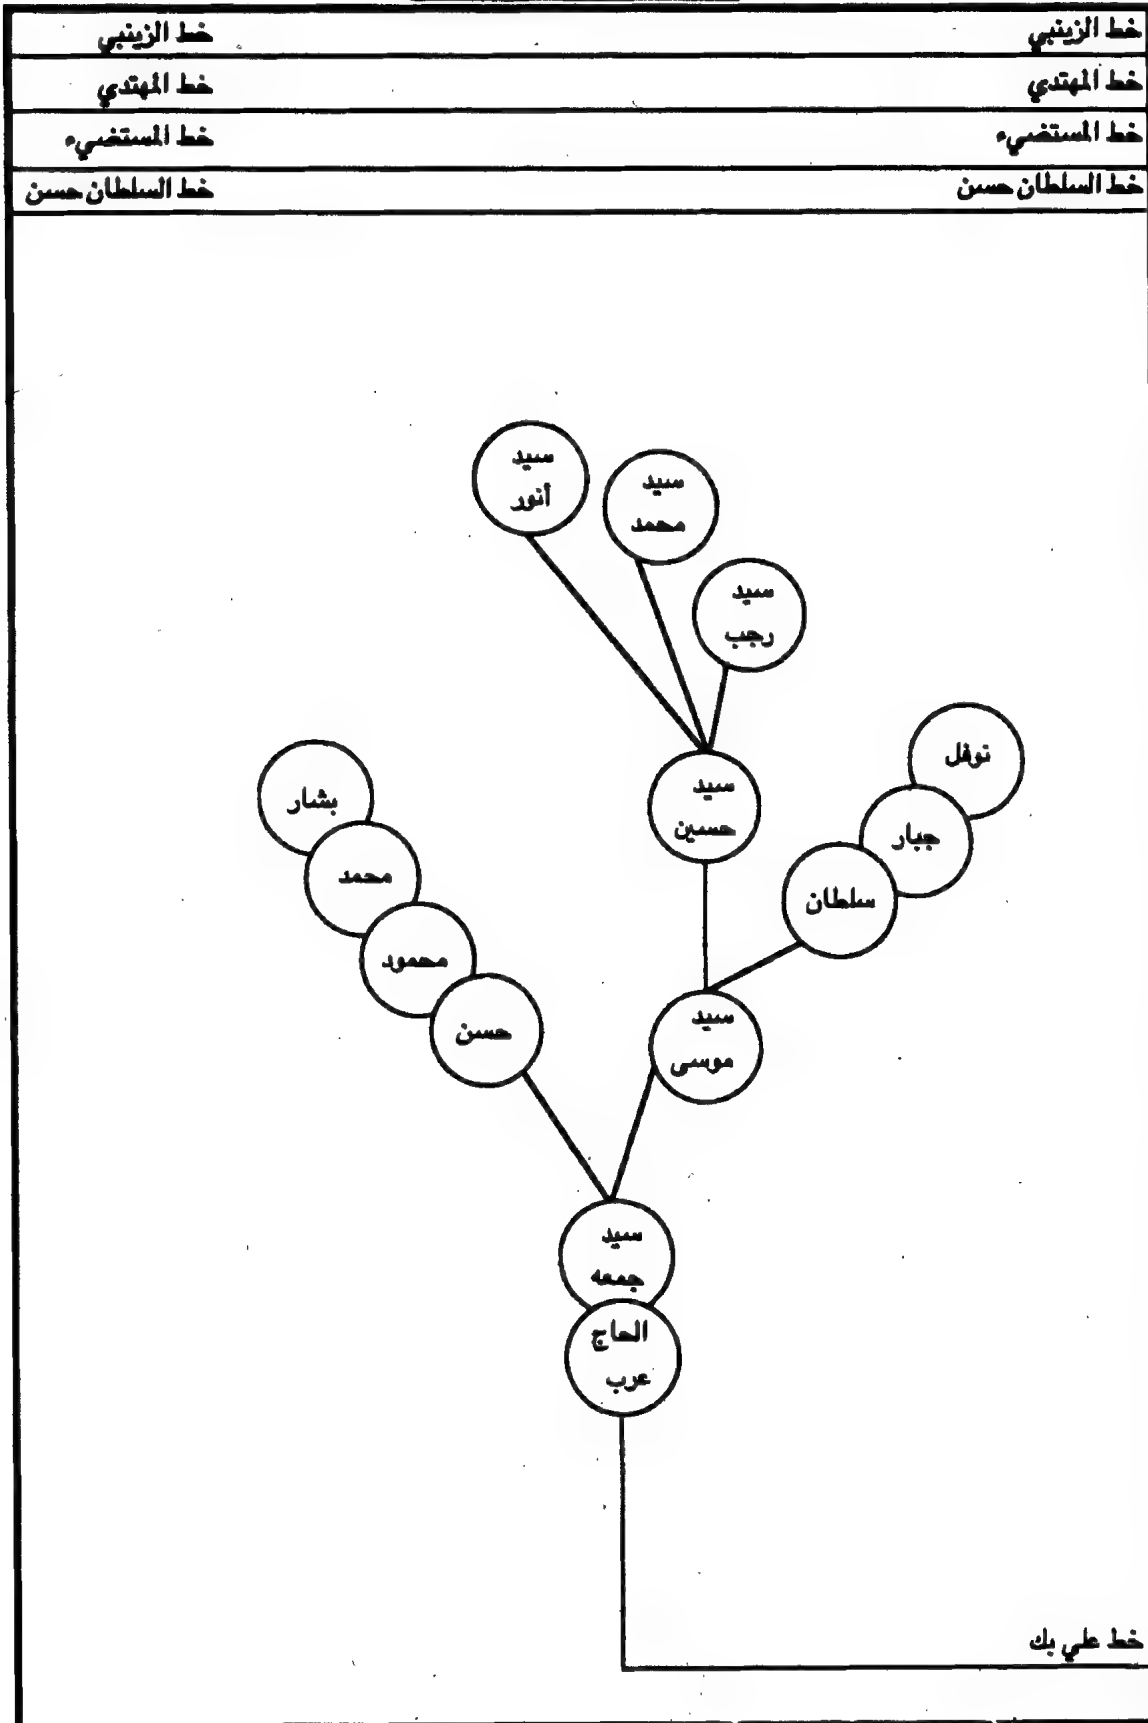 خط الزينبي
خط الزينبي
خط المهتدي
خط المهتدي
خط المستضيء
خط المستضيء
خط السلطان حسن
خط السلطان حسن
سيد
أنور
سيد
محمد
سيد
رجب
نوفل
جبار
سلطان
سيد
حسين
بشار
محمد
محمود
حسن
سيد
موسى
سيد
جمعه
الحاج
عرب
خط علي بك